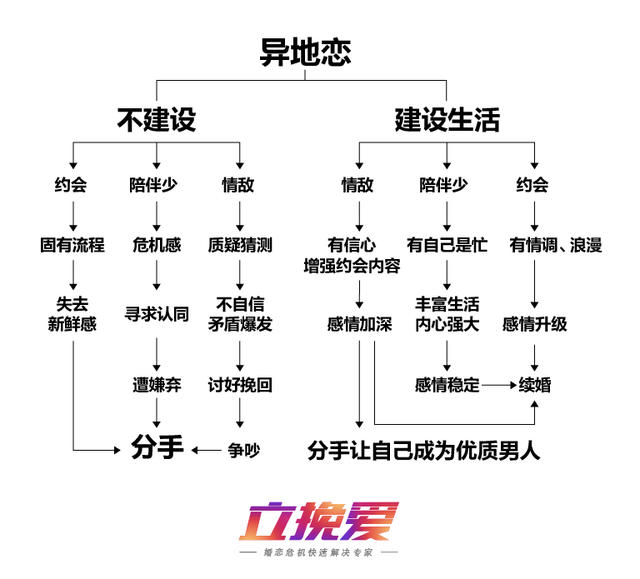 异地恋
不建设
建设生活
约会
陪伴少
情敌
情敌
陪伴少
约会
固有流程
危机感
质疑猜测
有信心
增强约会内容
有自己是忙
有情调、浪漫
失去
新鲜感
寻求认同
不自信
矛盾爆发
感情加深
丰富生活
内心强大
感情升级
遭嫌弃
讨好挽回
感情稳定
续婚
分手
争吵
分手让自己成为优质男人
立挽爱
婚恋危机快速解决专家